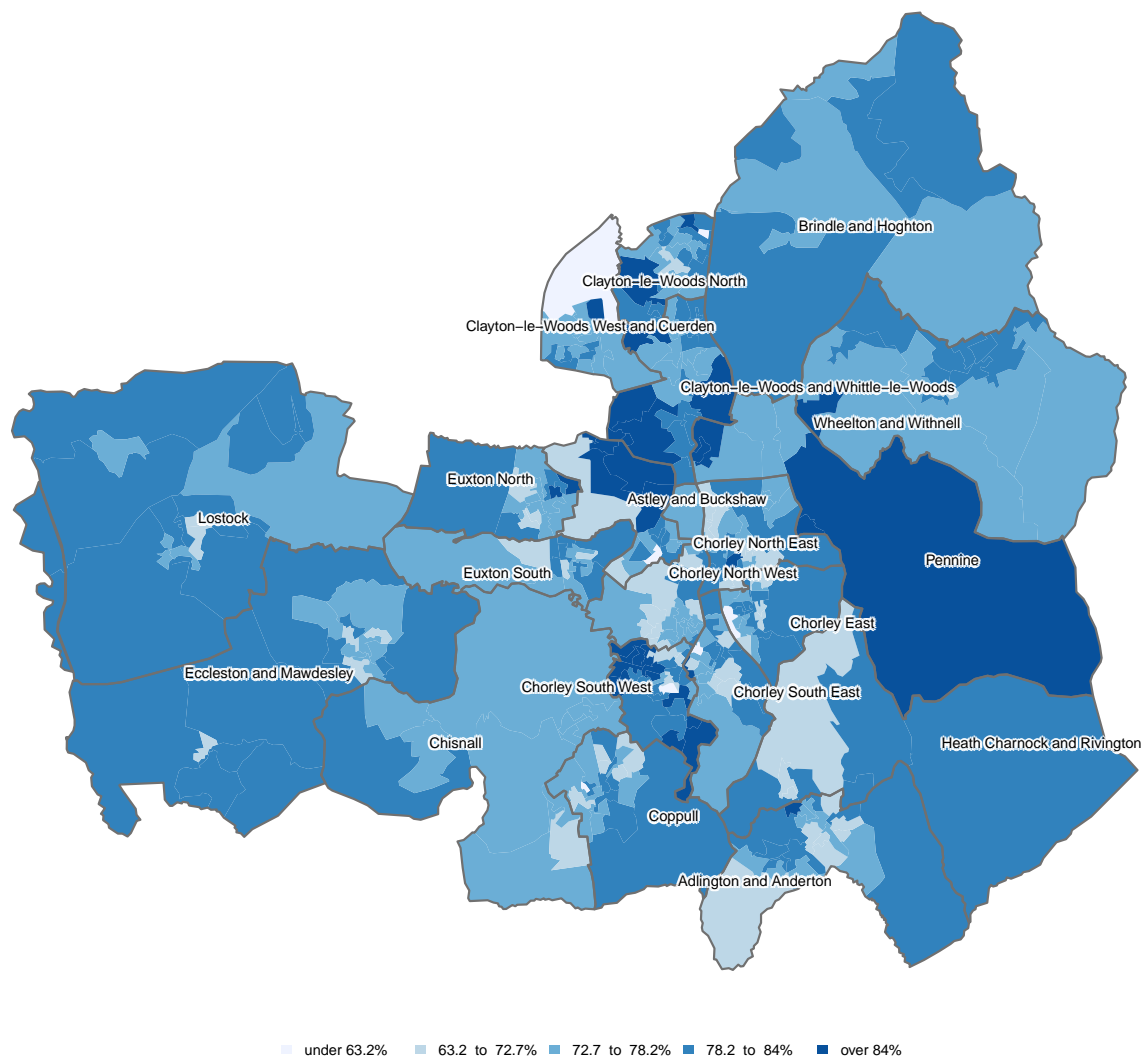 Brindle and Hoghton
Clayton−le−Woods North
Clayton−le−Woods West and Cuerden
Clayton−le−Woods and Whittle−le−Woods
Wheelton and Withnell
Euxton North
Astley and Buckshaw
Lostock
Chorley North East
Pennine
Euxton South
Chorley North West
Chorley East
Eccleston and Mawdesley
Chorley South West
Chorley South East
Chisnall
Heath Charnock and Rivington
Coppull
Adlington and Anderton
under 63.2% 63.2 to 72.7% 72.7 to 78.2% 78.2 to 84% over 84%